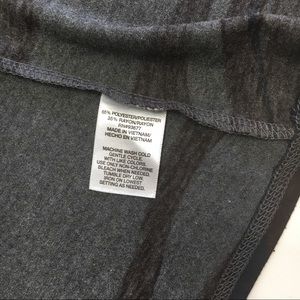 65% POLYESTER/POLIESTER
35% RAYON/RAYON
MADE IN VIETNAM/
HECHO EN VIETNAM
MACHINE WASH COLD
GENTLE CYCLE
WITH LIKE COLORS.
USE ONLY NON-CHLORINE
BLEACH WHEN NEEDED.
TUMBLE DRY LOW.
IRON ON LOWEST
SETTING AS NEEDED.